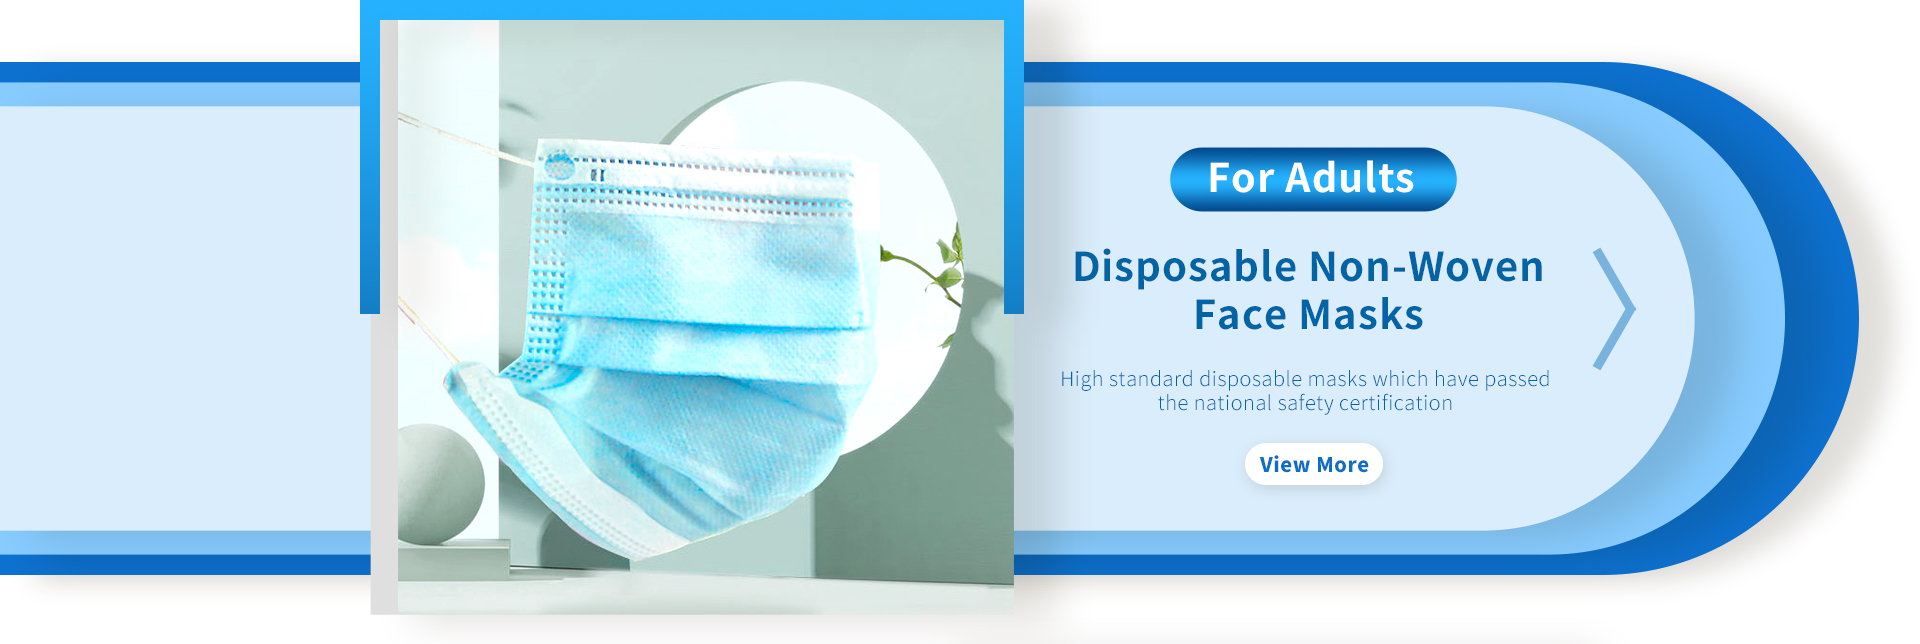 For Adults
Disposable Non-Woven
Face Masks
High standard disposable masks which have passed
the national safety certification
View More